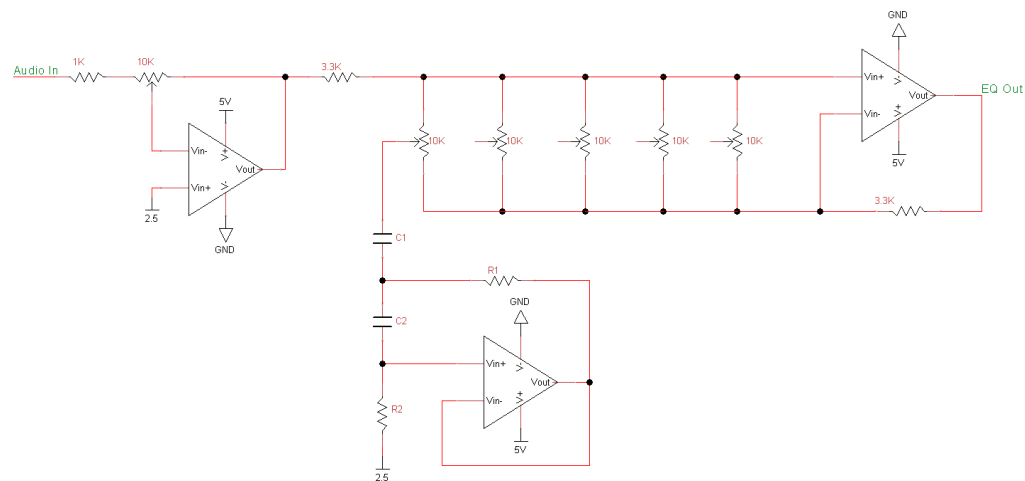 GND
1K
10K
3.3K
Audio In
5V
Vin+
V-
Vout
EQ Out
Vin-
V+
5V
10K
10K
10K
10K
10K
Vin-
V+
Vout
Vin+
V-
2.5
GND
3.3K
C1
R1
GND
C2
Vin+
V-
Vout
Vin-
V+
R2
5V
2.5